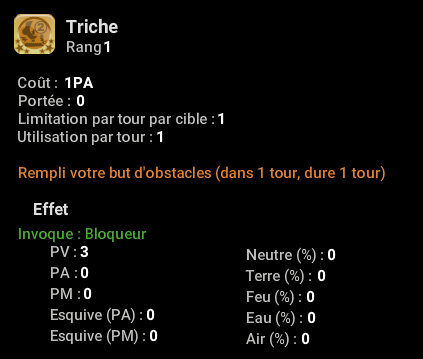 Triche
Rang 1
Coût : 1PA
Portée : 0
Limitation par tour par cible : 1
Utilisation par tour : 1
Rempli votre but d'obstacles (dans 1 tour, dure 1 tour)
Effet
Invoque : Bloqueur
PV : 3
PA : 0
PM : 0
Esquive (PA) : 0
Esquive (PM) : 0
Neutre (%) : 0
Terre (%) : 0
Feu (%) : 0
Eau (%) : 0
Air (%) : 0